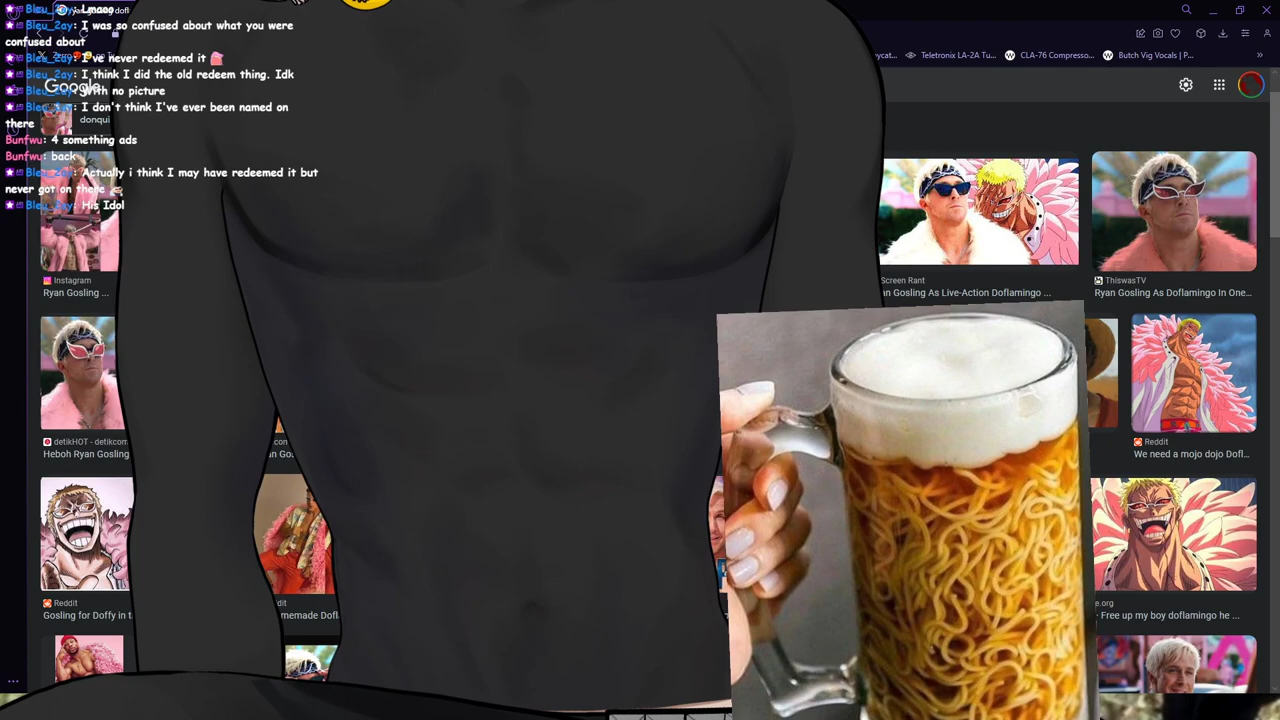 Bleu_2ay: Lmaoo
Bleu_2ay: I was so confused about what you were
confused about
Bleu_2ay: I've never redeemed it
Bleu_2ay: I think I did the old redeem thing. Idk
Bleu_2ay: With no picture
Bleu_2ay: I don't think I've ever been named on
there
Bunfwu: 4 something ads
Bunfwu: back
Bleu_2ay: Actually i think I may have redeemed it but
never got on there
Bleu_2ay: His Idol
Teletronix LA-2A Tu...
CLA-76 Compresso...
Butch Vig Vocals | P...
Google
donqui
Instagram
Ryan Gosling ...
Screen Rant
Gosling As Live-Action Doflamingo ...
ThiswasTV
Ryan Gosling As Doflamingo In One...
detikHOT - detikcom
Heboh Ryan Gosling
Reddit
We need a mojo dojo Dofl...
Reddit
Gosling for Doffy in t
memade Dofl
e.org
Free up my boy doflamingo he ...